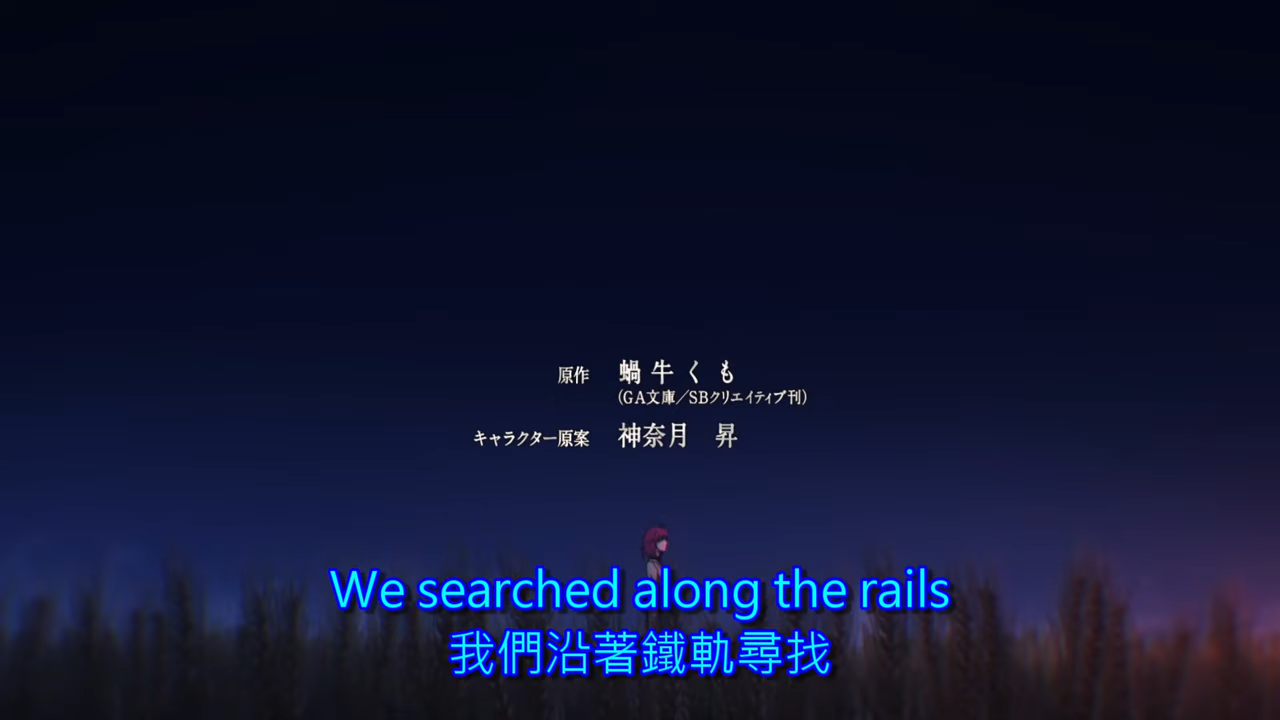 原作 蝸牛くも
(GA文庫／SBクリエイティブ刊)
キャラクター原案 神奈月 昇
We searched along the rails
我們沿著鐵軌尋找